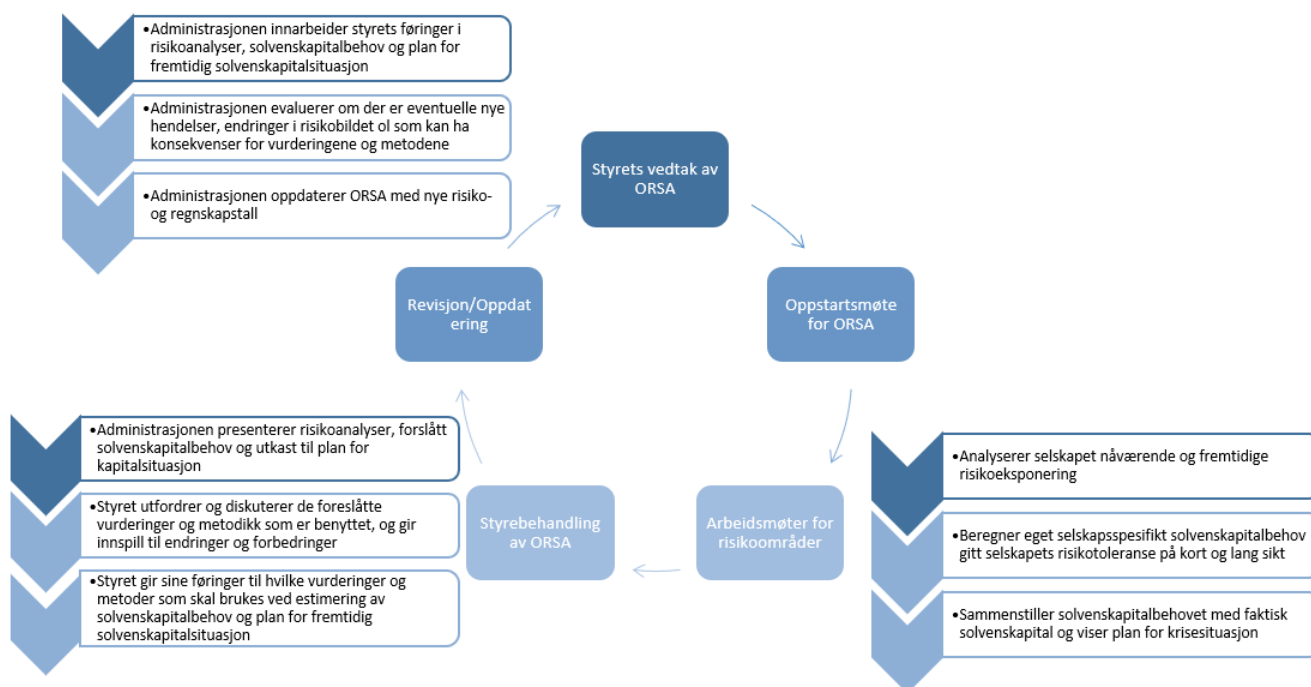 •Administrasjonen innarbeider styrets føringer i
risikoanalyser, solvenskapitalbehov og plan for
fremtidig solvenskapitalsituasjon
•Administrasjonen evaluerer om der er eventuelle nye
hendelser, endringer i risikobildet ol som kan ha
konsekvenser for vurderingene og metodene
•Administrasjonen oppdaterer ORSA med nye risiko-
og regnskapstall
Styrets vedtak av
ORSA
Oppstartsmøte
for ORSA
Arbeidsmøter for
risikoområder
Styrebehandling
av ORSA
Revisjon/Oppdat
ering
•Administrasjonen presenterer risikoanalyser, forslått
solvenskapitalbehov og utkast til plan for
kapitalsituasjon
•Styret utfordrer og diskuterer de foreslåtte
vurderinger og metodikk som er benyttet, og gir
innspill til endringer og forbedringer
•Styret gir sine føringer til hvilke vurderinger og
metoder som skal brukes ved estimering av
solvenskapitalbehov og plan for fremtidig
solvenskapitalsituasjon
•Analyserer selskapet nåværende og fremtidige
risikoeksponering
•Beregner eget selskapsspesifikt solvenskapitalbehov
gitt selskapets risikotoleranse på kort og lang sikt
•Sammenstiller solvenskapitalbehovet med faktisk
solvenskapital og viser plan for krisesituasjon